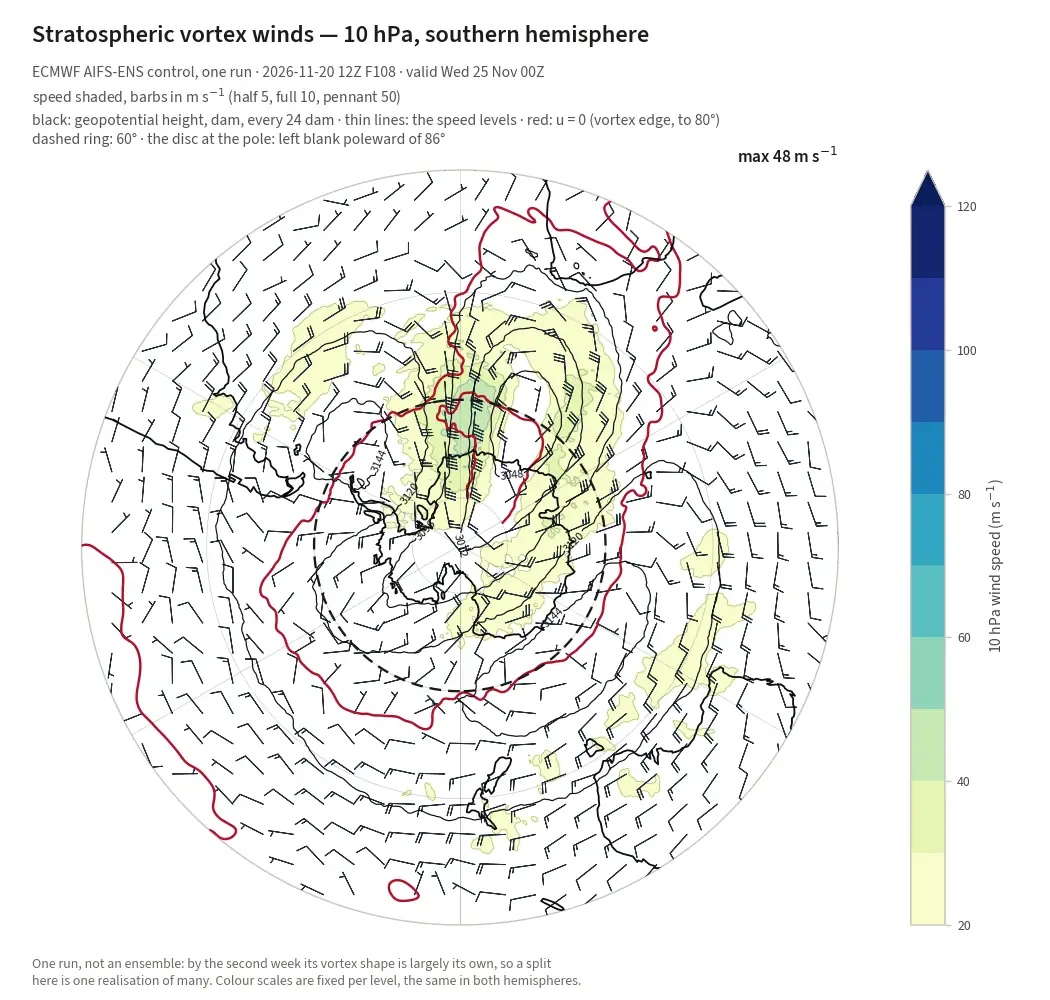 Stratospheric vortex winds — 10 hPa, southern hemisphere
ECMWF AIFS-ENS control, one run · 2026-11-20 12Z F108 · valid Wed 25 Nov 00Z
speed shaded, barbs in m s⁻¹ (half 5, full 10, pennant 50)
black: geopotential height, dam, every 24 dam · thin lines: the speed levels · red: u = 0 (vortex edge, to 80°)
dashed ring: 60° · the disc at the pole: left blank poleward of 86°
max 48 m s⁻¹
120
100
80
60
40
20
10 hPa wind speed (m s⁻¹)
3144
3120
3048
3072
One run, not an ensemble: by the second week its vortex shape is largely its own, so a split
here is one realisation of many. Colour scales are fixed per level, the same in both hemispheres.